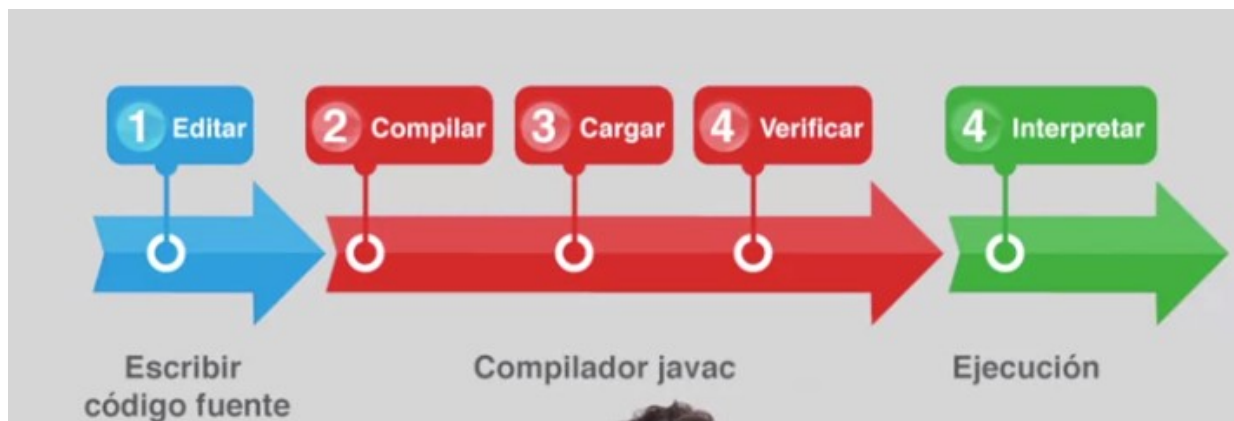 1 Editar
2 Compilar
3 Cargar
4 Verificar
4 Interpretar
Escribir
código fuente
Compilador javac
Ejecución